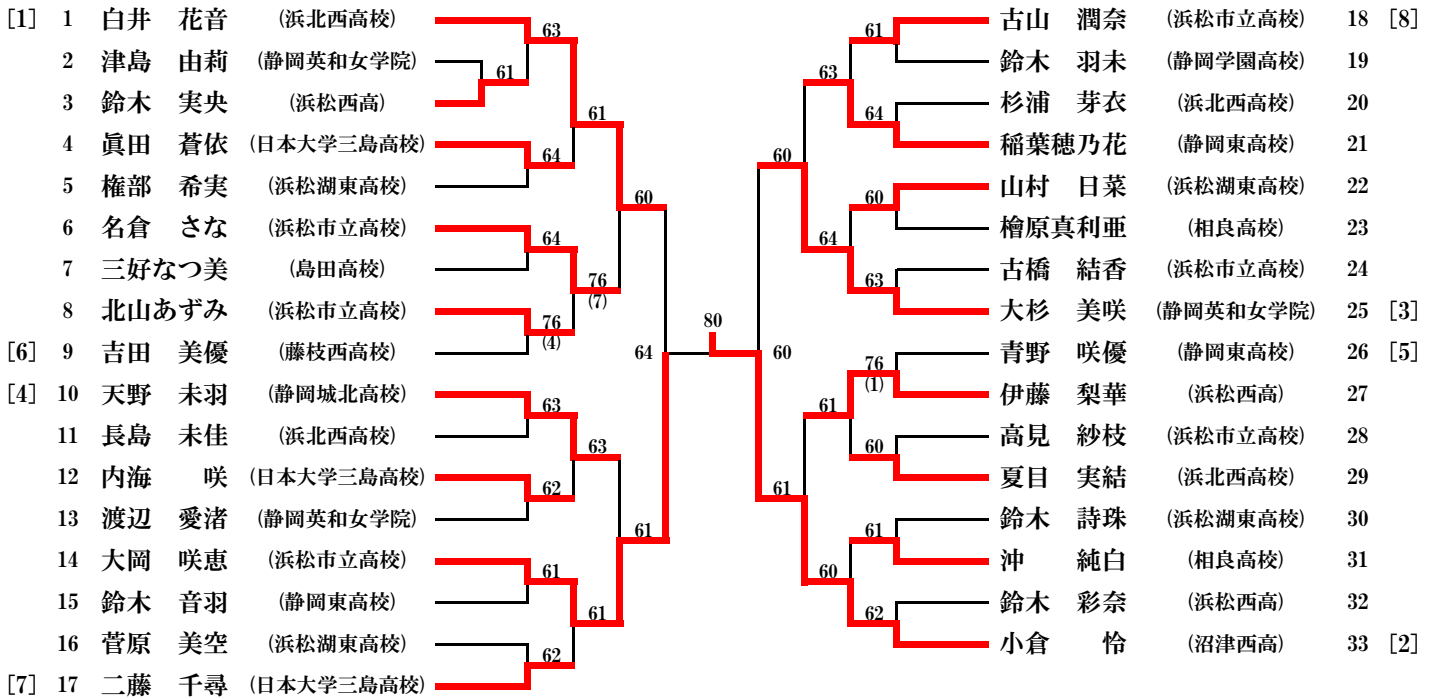 [1] 1 白井 花音 (浜北西高校)
2 津島 由莉 (静岡英和女学院)
3 鈴木 実央 (浜松西高)
4 眞田 蒼依 (日本大学三島高校)
5 権部 希実 (浜松湖東高校)
6 名倉 さな (浜松市立高校)
7 三好なつ美 (島田高校)
8 北山あずみ (浜松市立高校)
[6] 9 吉田 美優 (藤枝西高校)
[4] 10 天野 未羽 (静岡城北高校)
11 長島 未佳 (浜北西高校)
12 内海 咲 (日本大学三島高校)
13 渡辺 愛渚 (静岡英和女学院)
14 大岡 咲恵 (浜松市立高校)
15 鈴木 音羽 (静岡東高校)
16 菅原 美空 (浜松湖東高校)
[7] 17 二藤 千尋 (日本大学三島高校)
63
61
61
64
60
64
76
(7)
76
(4)
64
63
63
62
61
61
61
62
80
60
61
63
64
60
60
64
63
76
(1)
61
60
61
61
60
62
古山 潤奈 (浜松市立高校) 18 [8]
鈴木 羽未 (静岡学園高校) 19
杉浦 芽衣 (浜北西高校) 20
稲葉穂乃花 (静岡東高校) 21
山村 日菜 (浜松湖東高校) 22
檜原真利亜 (相良高校) 23
古橋 結香 (浜松市立高校) 24
大杉 美咲 (静岡英和女学院) 25 [3]
青野 咲優 (静岡東高校) 26 [5]
伊藤 梨華 (浜松西高) 27
高見 紗枝 (浜松市立高校) 28
夏目 実結 (浜北西高校) 29
鈴木 詩珠 (浜松湖東高校) 30
沖 純白 (相良高校) 31
鈴木 彩奈 (浜松西高) 32
小倉 怜 (沼津西高) 33 [2]